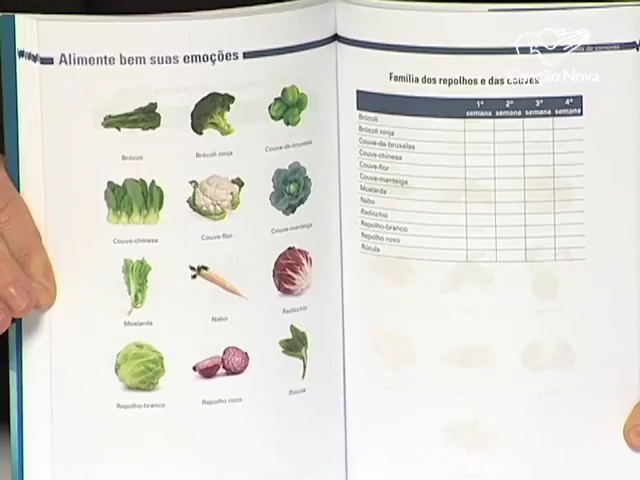 Alimente bem suas emoções
Brócoli
Brócoli ninja
Couve-de-bruxelas
Couve-chinesa
Couve-flor
Couve-manteiga
Mostarda
Nabo
Radicchio
Repolho-branco
Repolho roxo
Rúcula
de compras
Família dos repolhos e das couves
1ª semana 2ª semana 3ª semana 4ª semana
Brócoli
Brócoli ninja
Couve-de-bruxelas
Couve-chinesa
Couve-flor
Couve-manteiga
Mostarda
Nabo
Radicchio
Repolho-branco
Repolho roxo
Rúcula
Nova